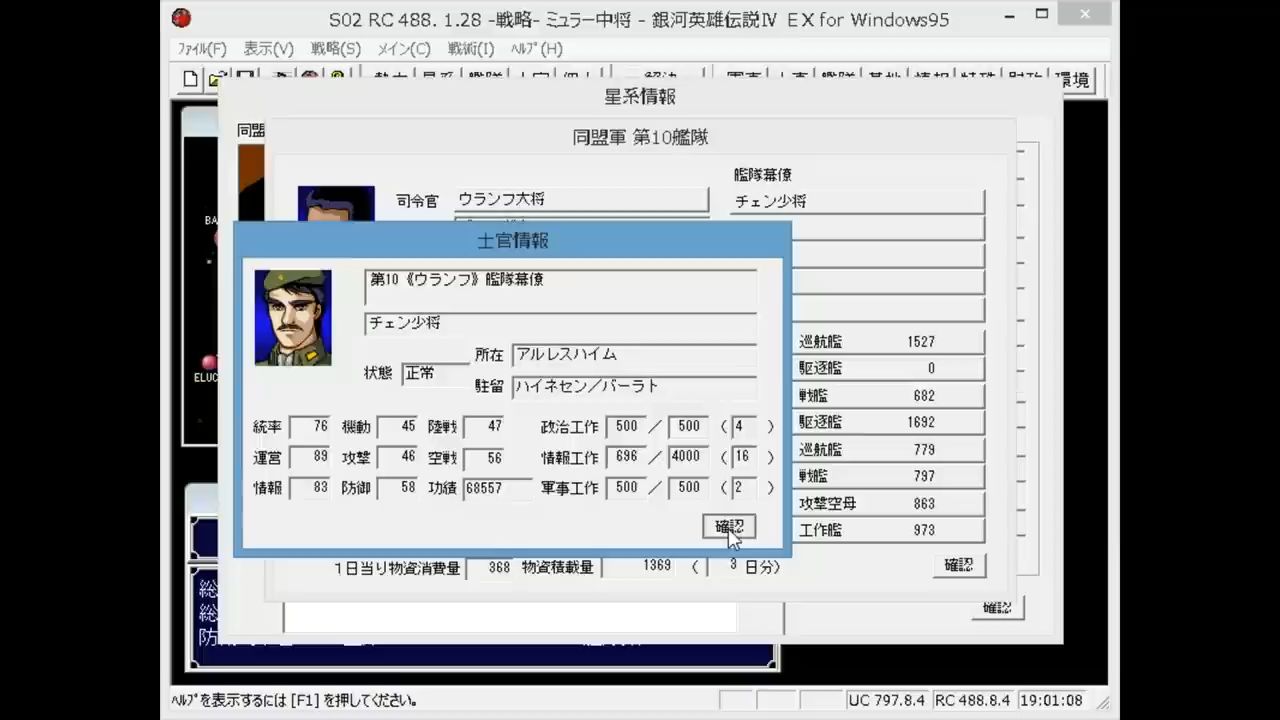 S02 RC 488. 1.28 -戦略- ミュラー中将 - 銀河英雄伝説Ⅳ EX for Windows95
ﾌｧｲﾙ(F) 表示(V) 戦略(S) メイン(C) 戦術(I) ﾍﾙﾌﾟ(H)
環境
星系情報
同盟
同盟軍 第10艦隊
艦隊幕僚
司令官 ウランフ大将 チェン少将
BA
士官情報
第10《ウランフ》艦隊幕僚
チェン少将
所在 アルレスハイム
状態 正常
駐留 ハイネセン／バーラト
ELUC
統率 76 機動 45 陸戦 47 政治工作 500 ／ 500 ( 4 )
運営 89 攻撃 46 空戦 56 情報工作 696 ／ 4000 ( 16 )
情報 83 防御 58 功績 68557 軍事工作 500 ／ 500 ( 2 )
確認
巡航艦 1527
駆逐艦 0
戦艦 682
駆逐艦 1692
巡航艦 779
戦艦 797
攻撃空母 863
工作艦 973
1日当り物資消費量 368 物資積載量 1369 ( 3 日分)
確認
確認
総
総
防
ﾍﾙﾌﾟを表示するには [F1] を押してください。
UC 797.8.4 RC 488.8.4 19:01:08